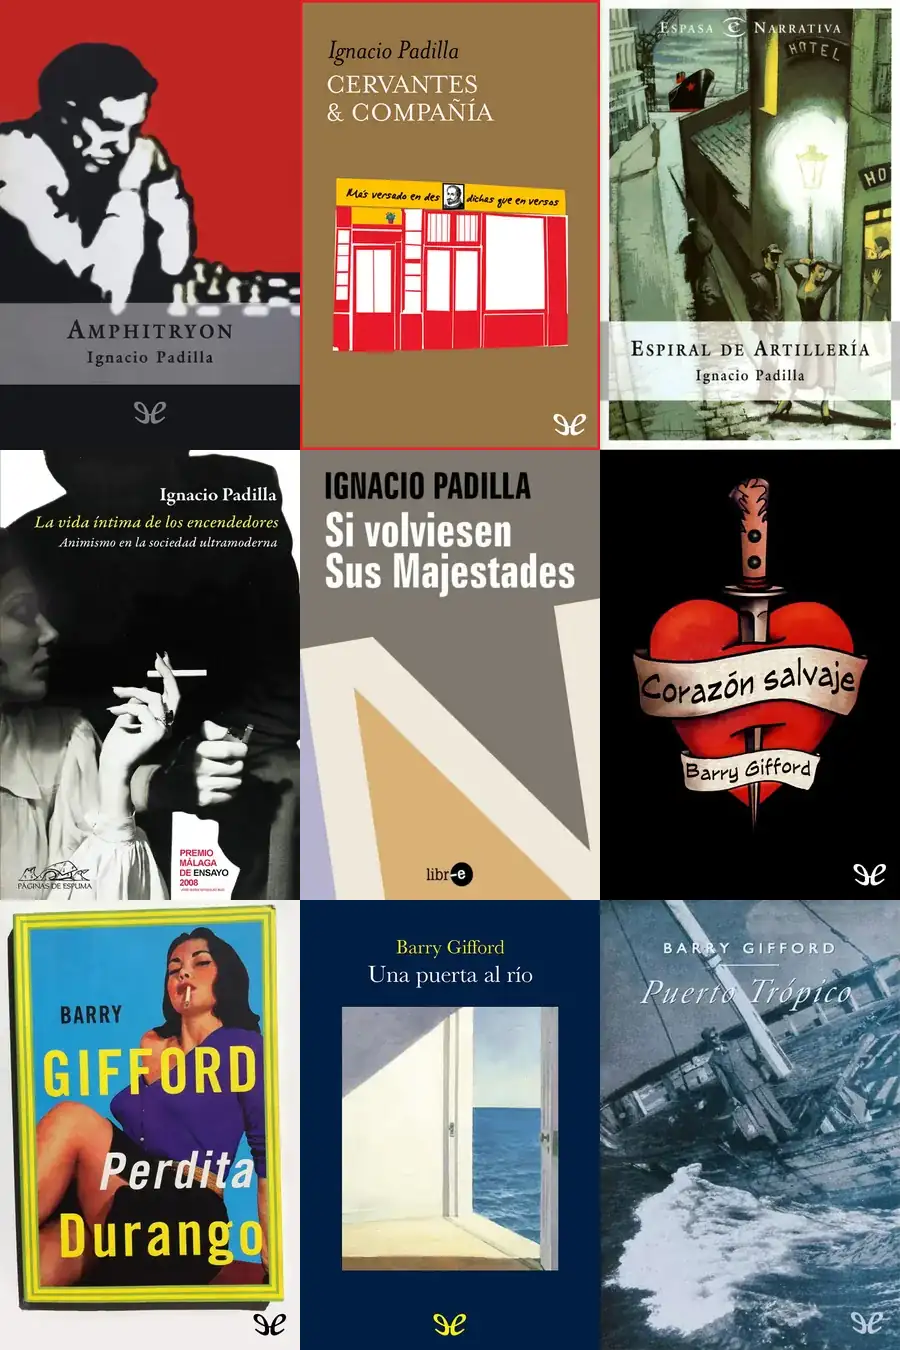 AMPHITRYON
Ignacio Padilla
Ignacio Padilla
CERVANTES
& COMPAÑÍA
Más versado en des dichas que en versos
ESPASA NARRATIVA
HOTEL
HO
ESPIRAL DE ARTILLERÍA
Ignacio Padilla
Ignacio Padilla
La vida íntima de los encendedores
Animismo en la sociedad ultramoderna
PREMIO
MÁLAGA
DE ENSAYO
2008
PÁGINAS DE ESPUMA
IGNACIO PADILLA
Si volviesen
Sus Majestades
libr-e
Corazón salvaje
Barry Gifford
BARRY
GIFFORD
Perdita
Durango
Barry Gifford
Una puerta al río
BARRY GIFFORD
Puerto Trópico